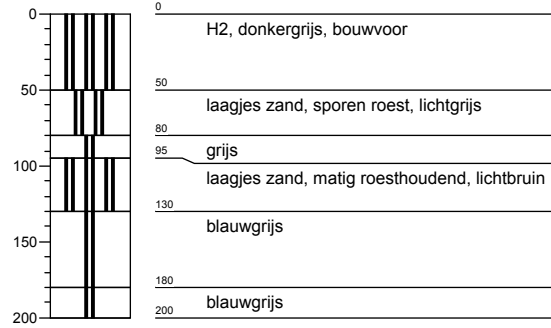 0
0
H2, donkergrijs, bouwvoor
50
50
laagjes zand, sporen roest, lichtgrijs
80
grijs
95
100
laagjes zand, matig roesthoudend, lichtbruin
130
blauwgrijs
150
180
blauwgrijs
200
200